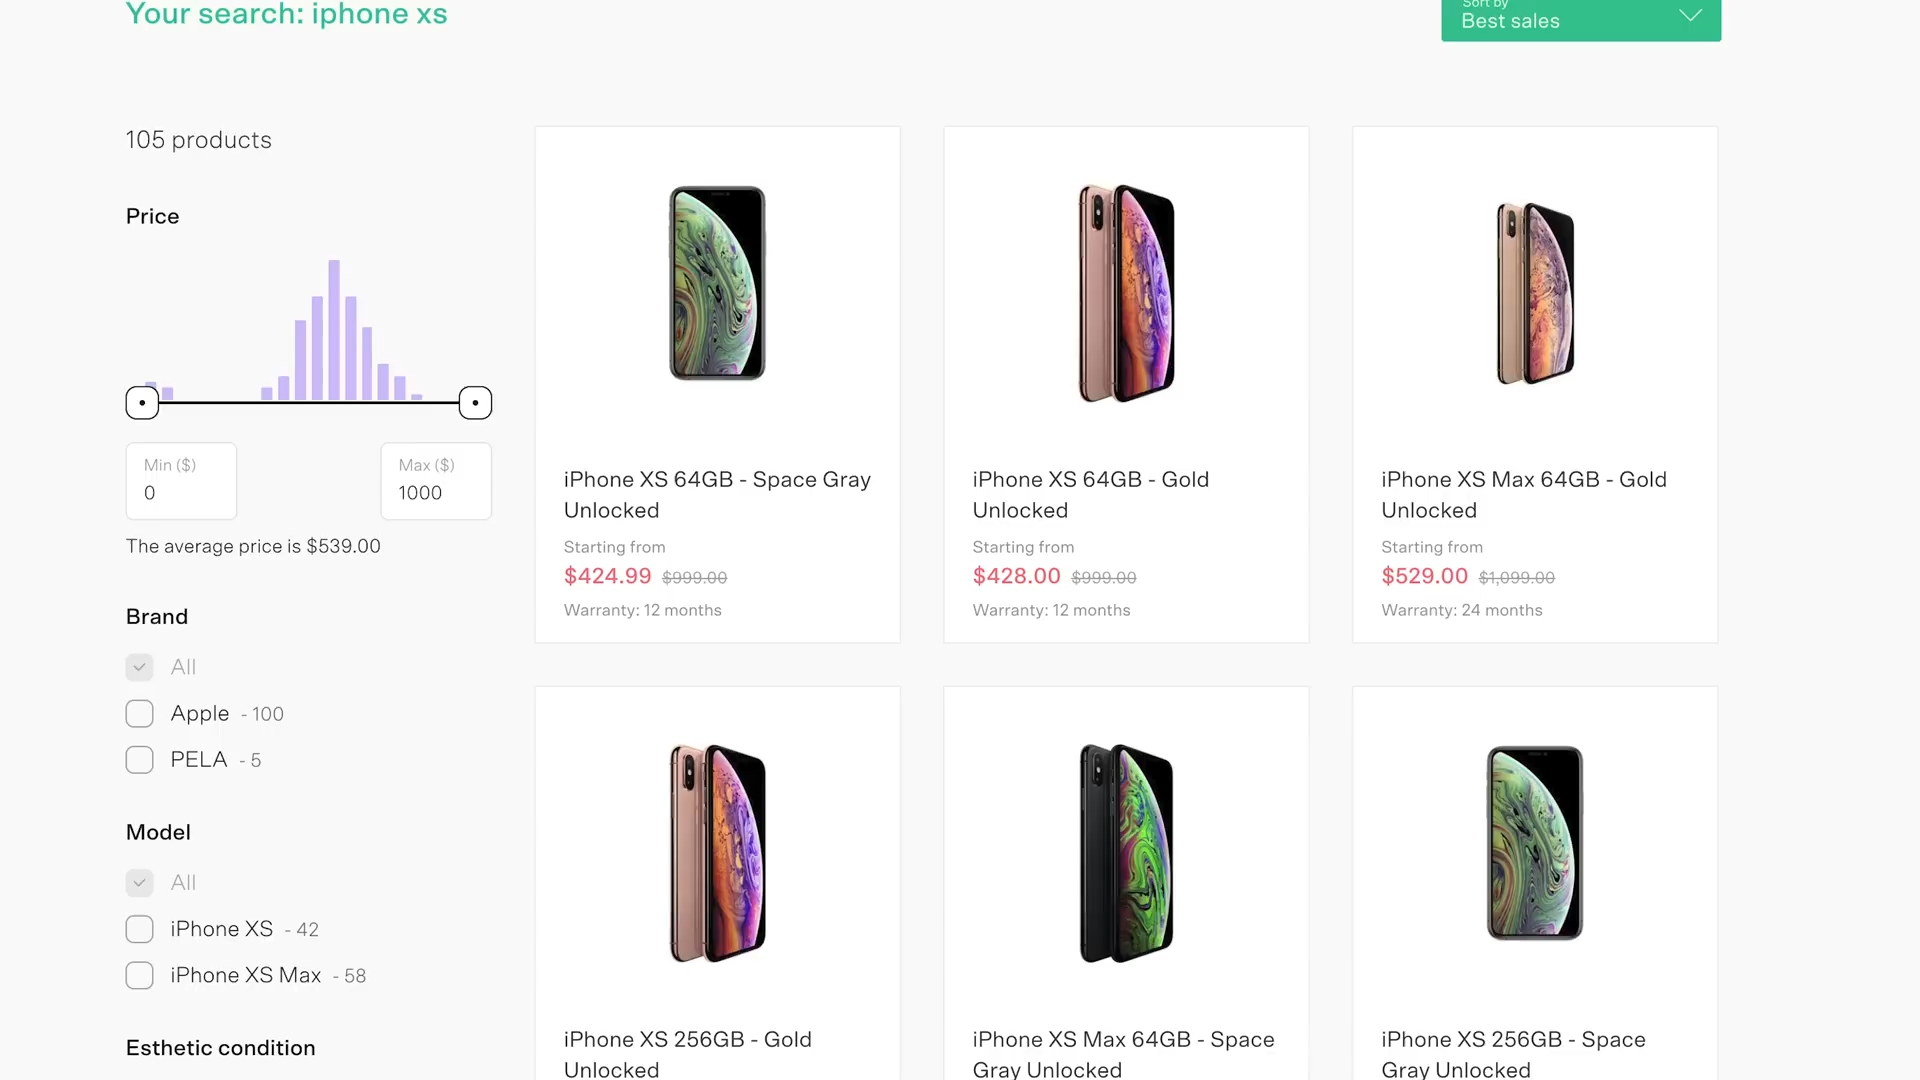 Your search: iphone xs
Sort by
Best sales
105 products
Price
Min ($)
0
Max ($)
1000
The average price is $539.00
Brand
All
Apple - 100
PELA - 5
Model
All
iPhone XS - 42
iPhone XS Max - 58
Esthetic condition
iPhone XS 64GB - Space Gray
Unlocked
Starting from
$424.99 $999.00
Warranty: 12 months
iPhone XS 64GB - Gold
Unlocked
Starting from
$428.00 $999.00
Warranty: 12 months
iPhone XS Max 64GB - Gold
Unlocked
Starting from
$529.00 $1,099.00
Warranty: 24 months
iPhone XS 256GB - Gold
Unlocked
iPhone XS Max 64GB - Space
Gray Unlocked
iPhone XS 256GB - Space
Gray Unlocked